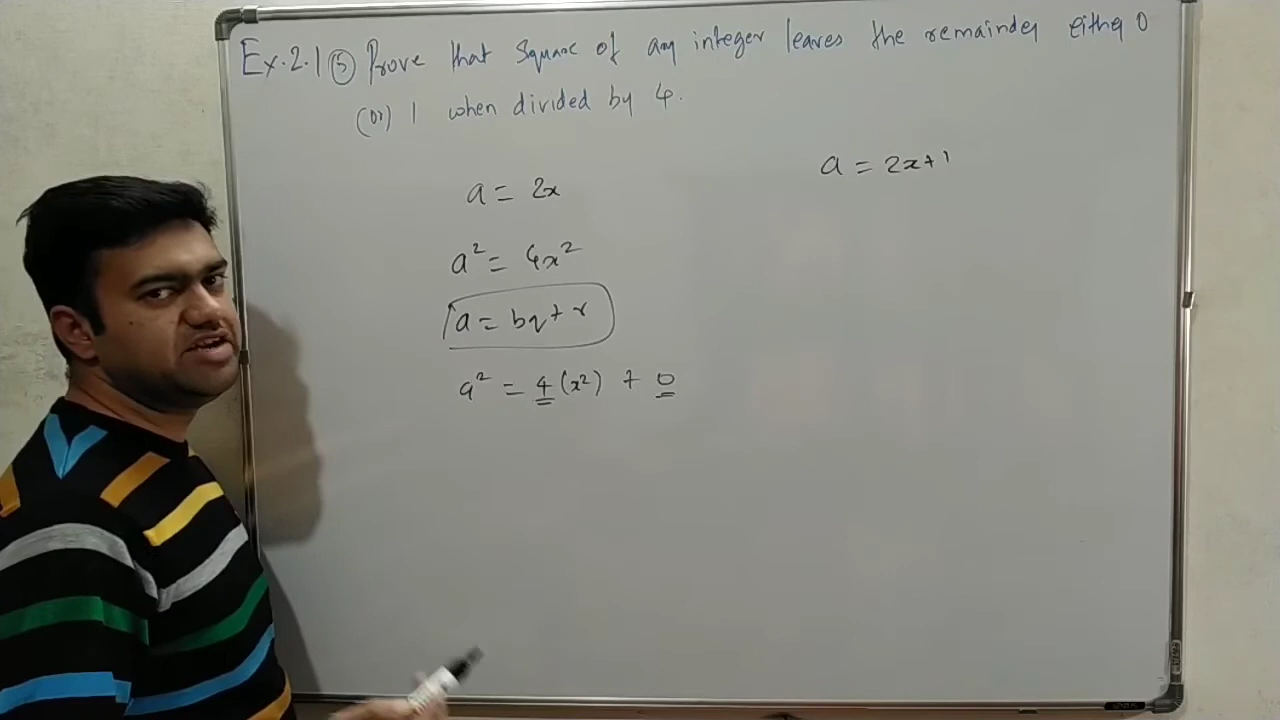 Ex.2.1 ⑤ Prove that square of any integer leaves the remainder either 0
(or) 1 when divided by 4.
a = 2x
a² = 4x²
a = bq + r
a² = 4(x²) + 0
a = 2x+1